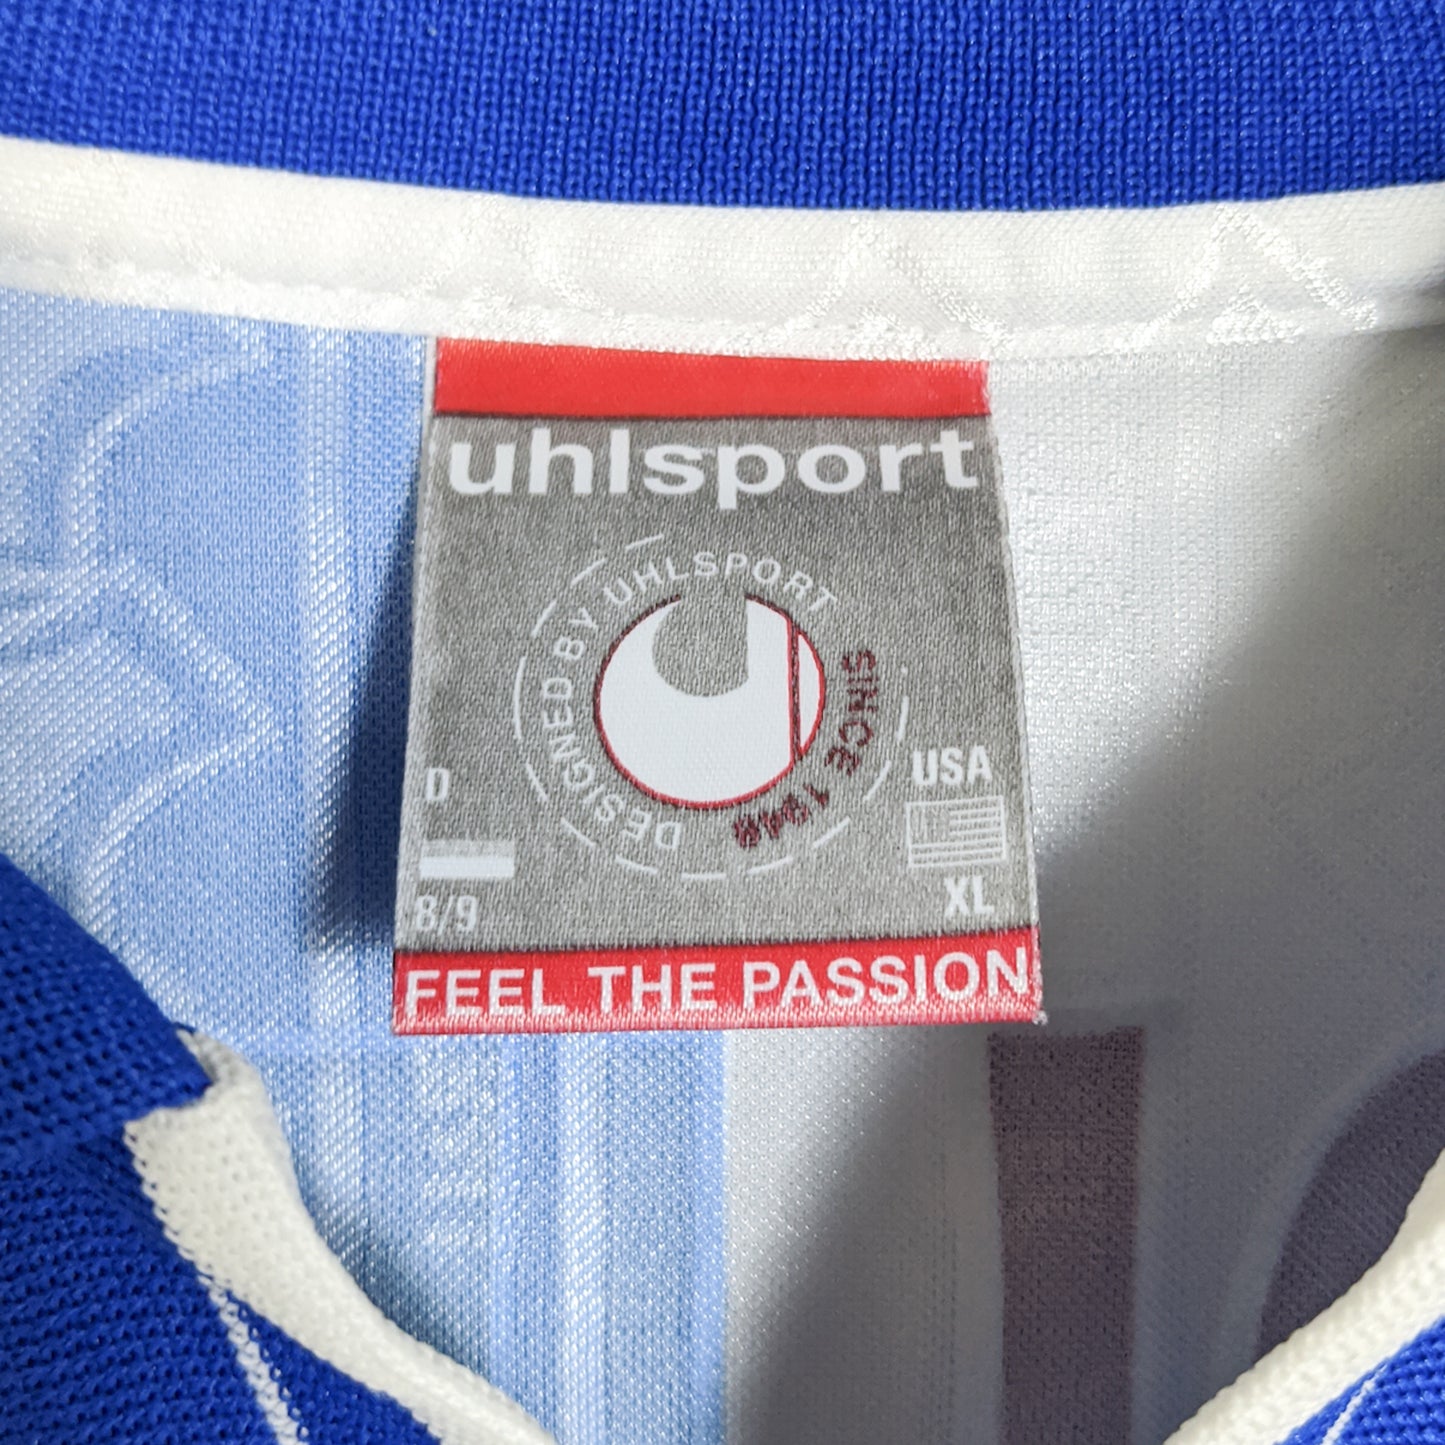 uhlsport
DESIGNED BY UHLSPORT
SINCE 1948
D
8/9
USA
XL
FEEL THE PASSION